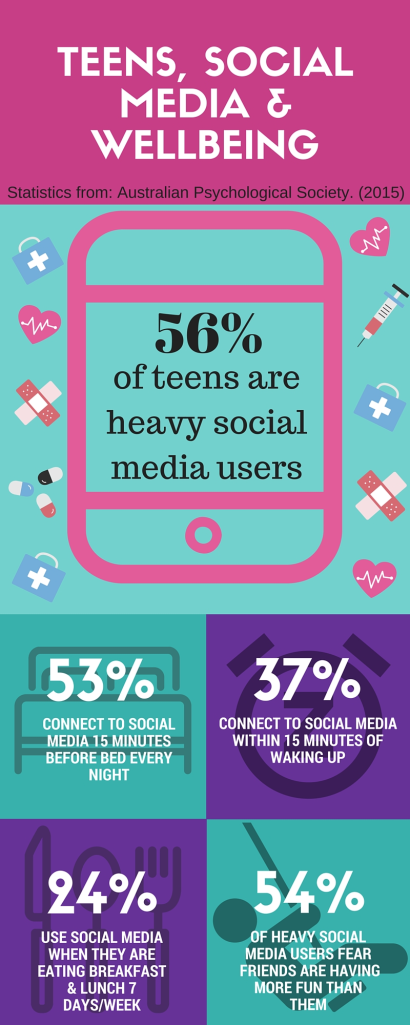 TEENS, SOCIAL
MEDIA &
WELLBEING
Statistics from: Australian Psychological Society. (2015)
56%
of teens are
heavy social
media users
53%
CONNECT TO SOCIAL
MEDIA 15 MINUTES
BEFORE BED EVERY
NIGHT
37%
CONNECT TO SOCIAL MEDIA
WITHIN 15 MINUTES OF
WAKING UP
24%
USE SOCIAL MEDIA
WHEN THEY ARE
EATING BREAKFAST
& LUNCH 7
DAYS/WEEK
54%
OF HEAVY SOCIAL
MEDIA USERS FEAR
FRIENDS ARE HAVING
MORE FUN THAN
THEM